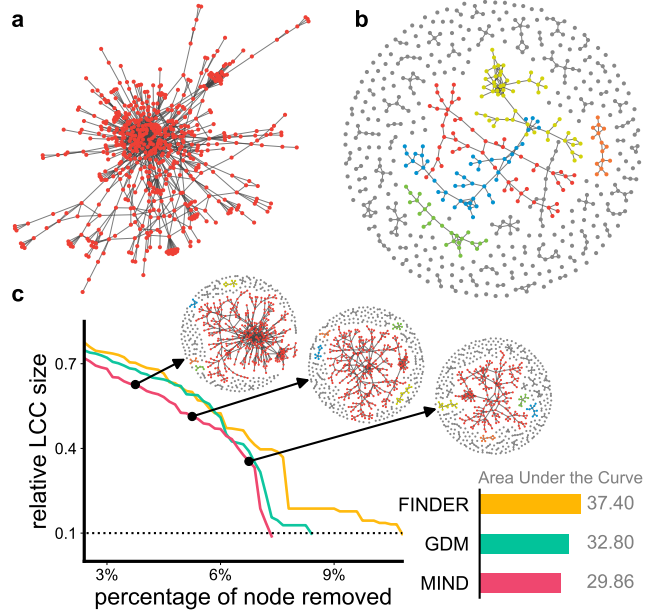 a
b
c
relative LCC size
0.7
0.4
0.1
3%
6%
9%
percentage of node removed
Area Under the Curve
FINDER
37.40
GDM
32.80
MIND
29.86